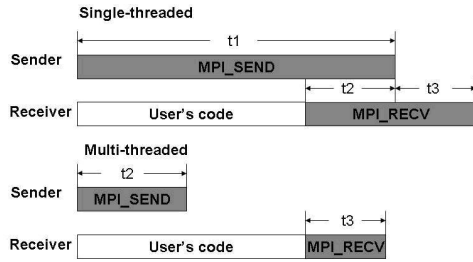 Single-threaded
t1
Sender
MPI_SEND
t2
t3
Receiver
User's code
MPI_RECV
Multi-threaded
t2
Sender
MPI_SEND
t3
Receiver
User's code
MPI_RECV